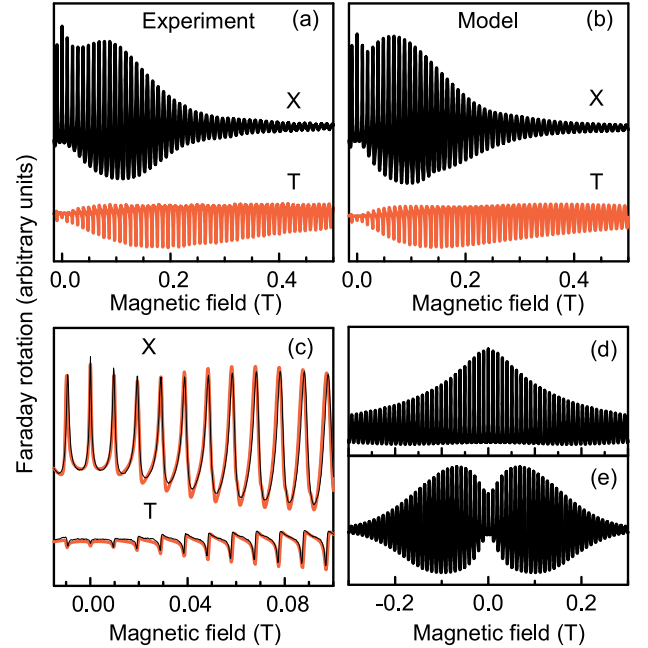 Experiment (a)
Model (b)
X
X
T
T
0.0 0.2 0.4
0.0 0.2 0.4
Magnetic field (T)
Magnetic field (T)
Faraday rotation (arbitrary units)
X (c)
(d)
T
(e)
0.00 0.04 0.08
-0.2 0.0 0.2
Magnetic field (T)
Magnetic field (T)